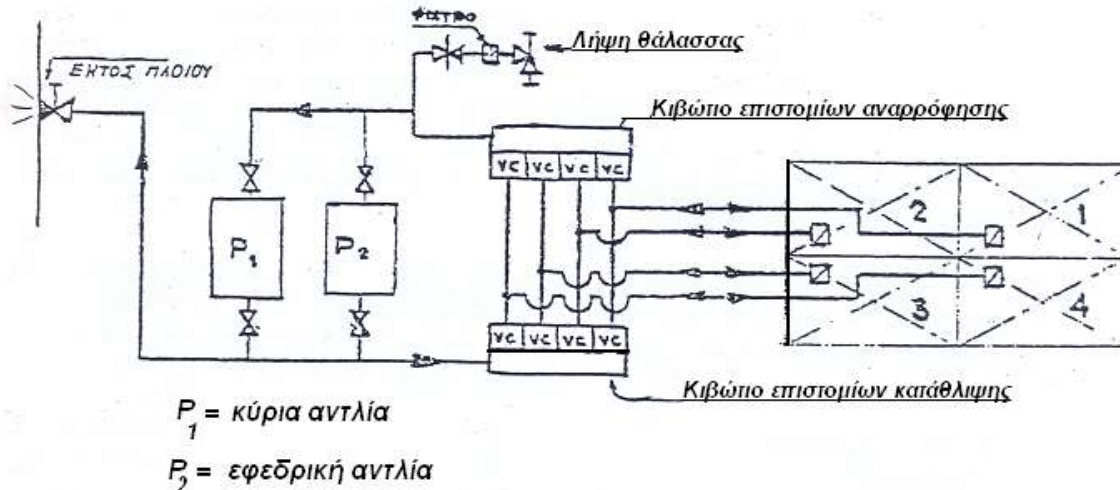 ΦΙΛΤΡΟ
Λήψη θάλασσας
ΕΚΤΟΣ ΠΛΟΙΟΥ
Κιβώτιο επιστομίων αναρρόφησης
VC VC VC VC
P1 P2
2 1
3 4
VC VC VC VC
Κιβώτιο επιστομίων κατάθλιψης
P1 = κύρια αντλία
P2 = εφεδρική αντλία